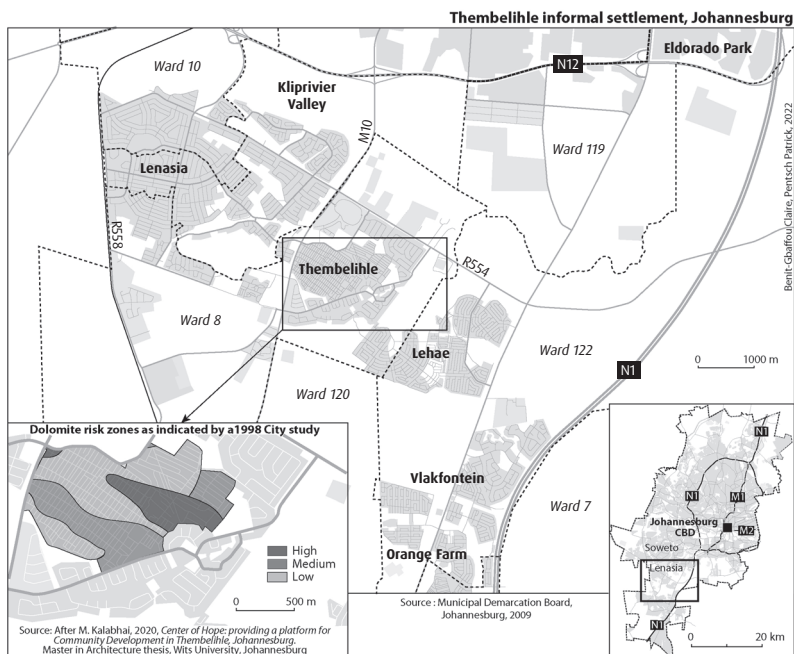 Thembelihle informal settlement, Johannesburg
Ward 10
Kliprivier
Valley
N12
Eldorado Park
M10
Lenasia
Ward 119
R558
Thembelihle
R554
Ward 8
Lehae
Ward 122
N1
0 1000 m
Ward 120
Benit-Gbaffou Claire, Pentsch Patrick, 2022
Dolomite risk zones as indicated by a1998 City study
High
Medium
Low
0 500 m
Source: After M. Kalabhai, 2020, Center of Hope: providing a platform for
Community Development in Thembelihle, Johannesburg.
Master in Architecture thesis, Wits University, Johannesburg
Vlakfontein
Ward 7
Orange Farm
Source : Municipal Demarcation Board,
Johannesburg, 2009
N1
N1
M1
Johannesburg
CBD
M2
Soweto
Lenasia
N1
0 20 km